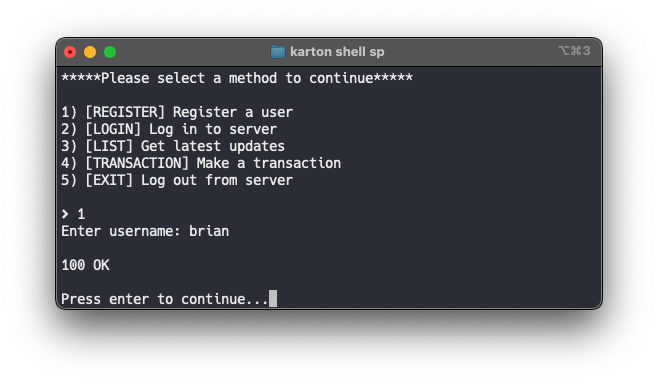 karton shell sp
⌥⌘3
*****Please select a method to continue*****
1) [REGISTER] Register a user
2) [LOGIN] Log in to server
3) [LIST] Get latest updates
4) [TRANSACTION] Make a transaction
5) [EXIT] Log out from server
> 1
Enter username: brian
100 OK
Press enter to continue...